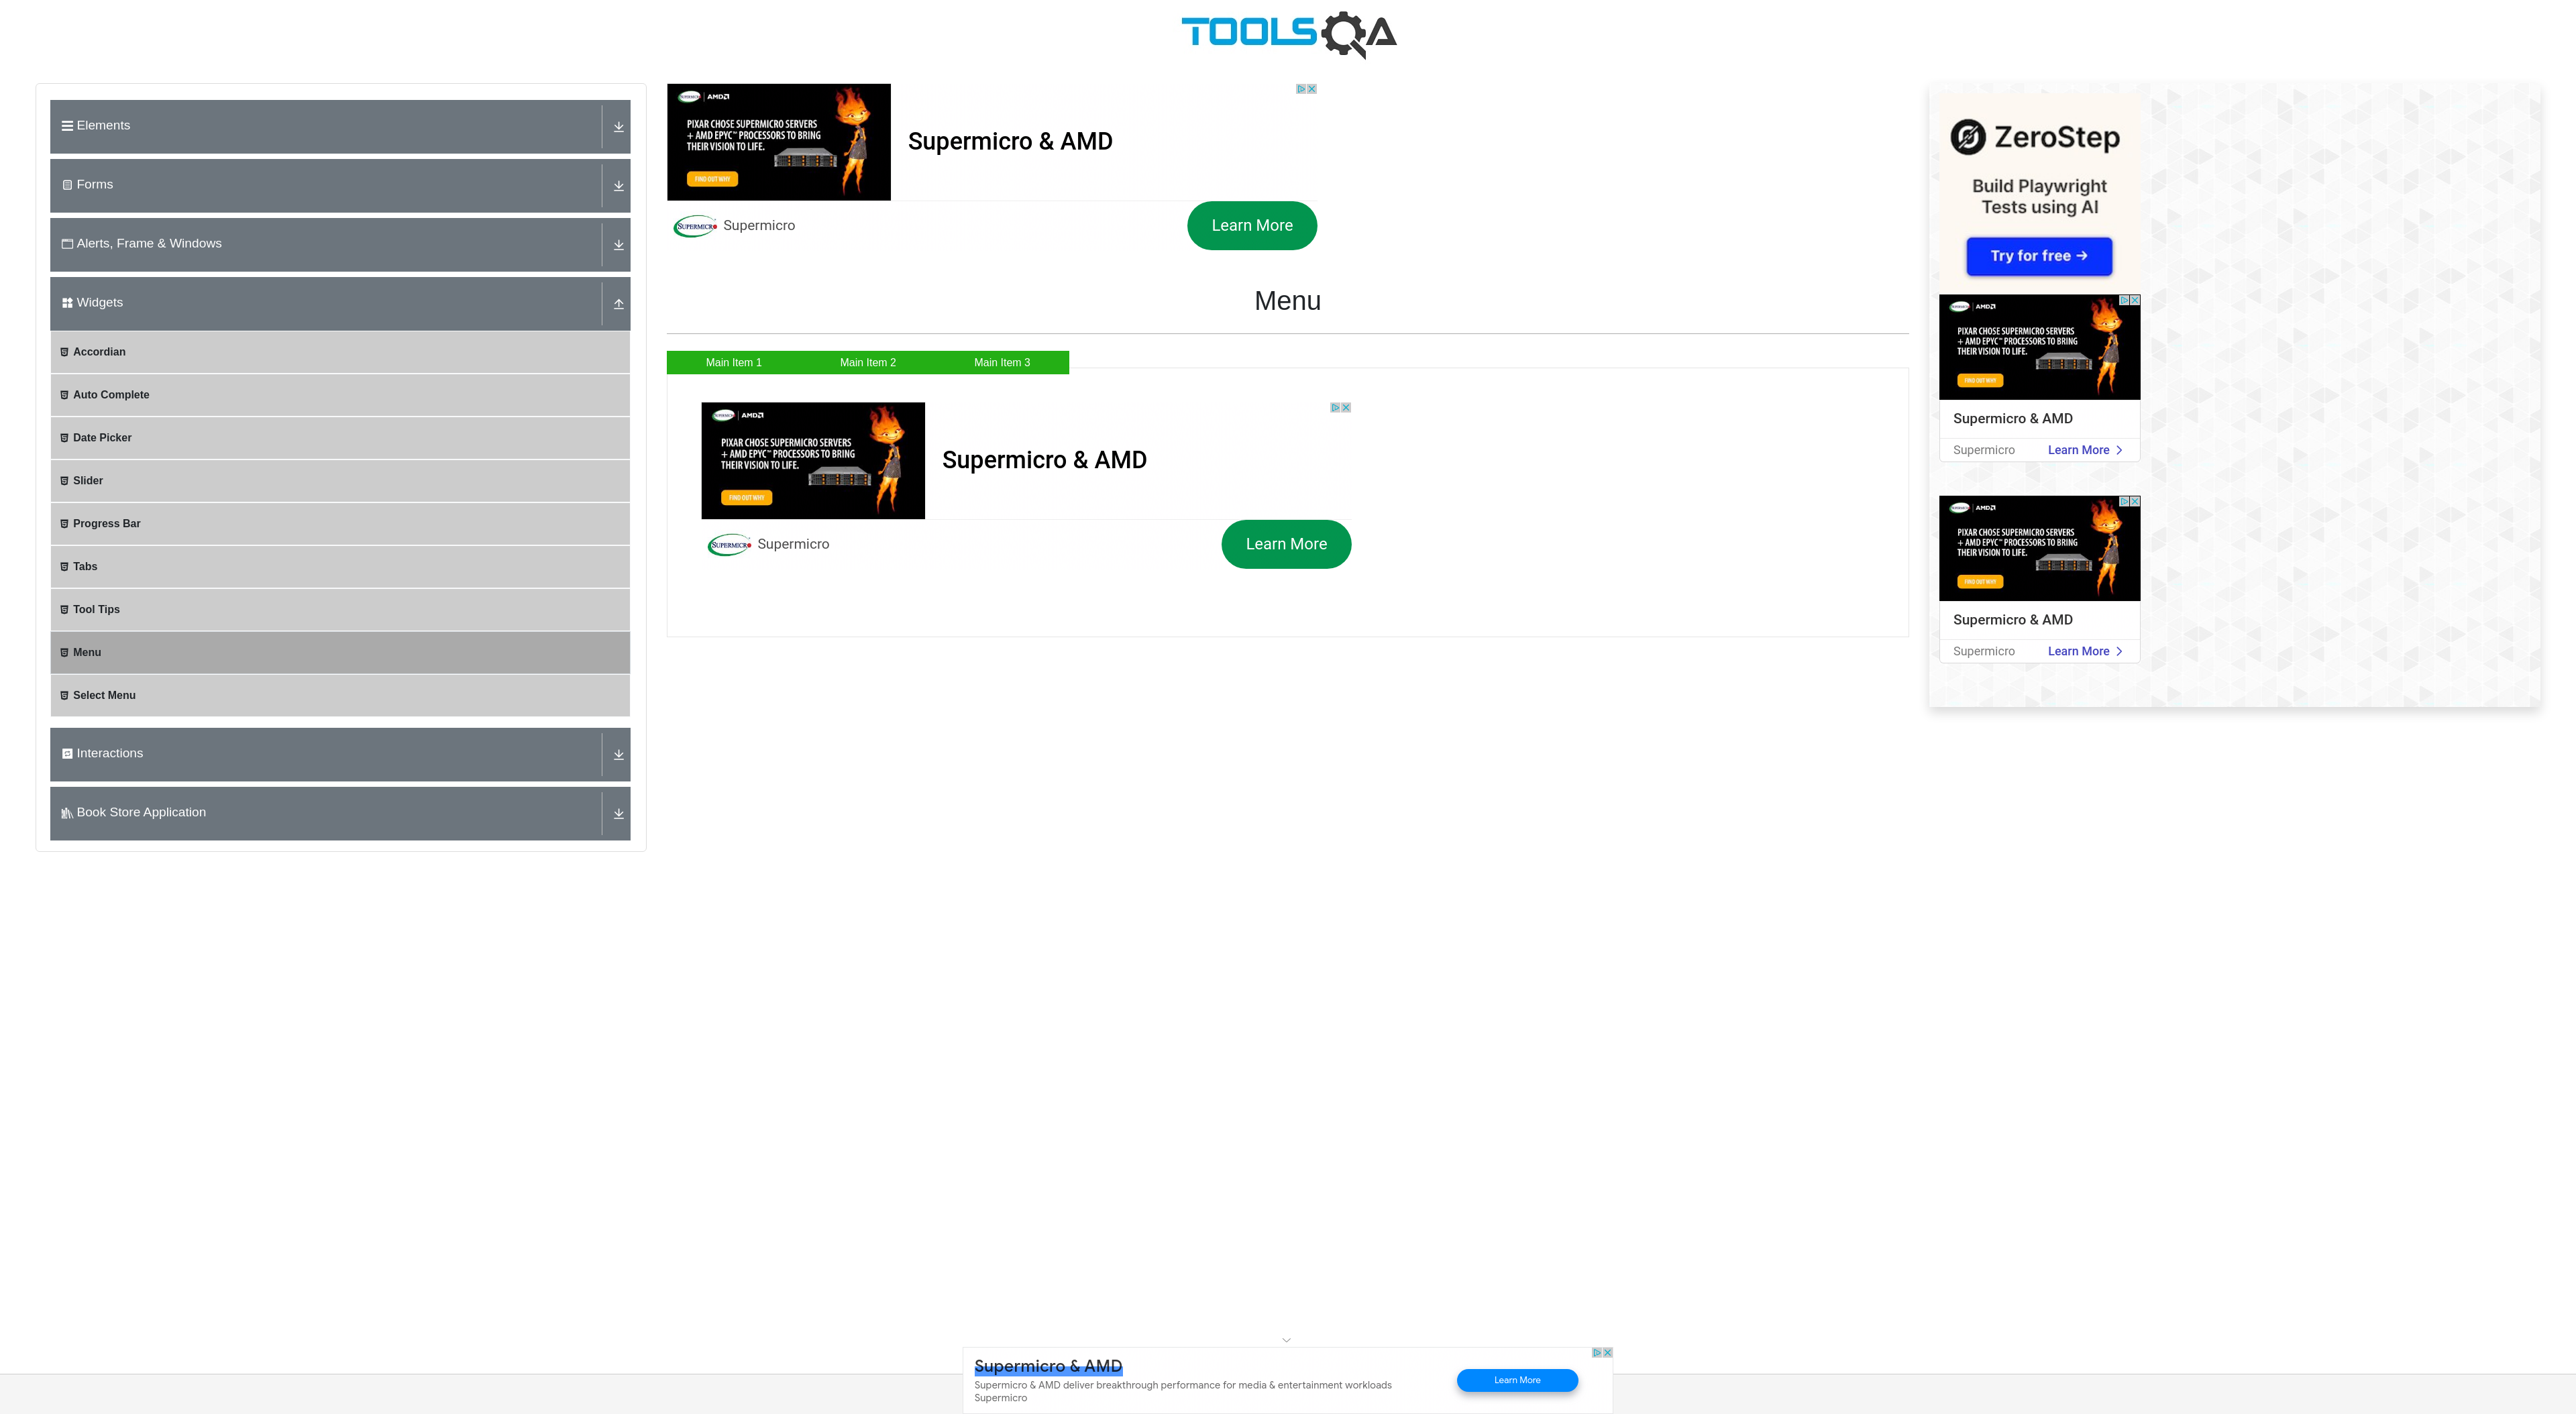 TOOLSQA
Elements
Forms
Alerts, Frame & Windows
Widgets
Accordian
Auto Complete
Date Picker
Slider
Progress Bar
Tabs
Tool Tips
Menu
Select Menu
Interactions
Book Store Application
SUPERMICRO | AMD
PIXAR CHOSE SUPERMICRO SERVERS
+ AMD EPYC™ PROCESSORS TO BRING
THEIR VISION TO LIFE.
FIND OUT WHY
Supermicro & AMD
SUPERMICRO Supermicro
Learn More
Menu
Main Item 1 Main Item 2 Main Item 3
SUPERMICRO | AMD
PIXAR CHOSE SUPERMICRO SERVERS
+ AMD EPYC™ PROCESSORS TO BRING
THEIR VISION TO LIFE.
FIND OUT WHY
Supermicro & AMD
SUPERMICRO Supermicro
Learn More
ZeroStep
Build Playwright
Tests using AI
Try for free →
SUPERMICRO | AMD
PIXAR CHOSE SUPERMICRO SERVERS
+ AMD EPYC™ PROCESSORS TO BRING
THEIR VISION TO LIFE.
FIND OUT WHY
Supermicro & AMD
Supermicro Learn More
SUPERMICRO | AMD
PIXAR CHOSE SUPERMICRO SERVERS
+ AMD EPYC™ PROCESSORS TO BRING
THEIR VISION TO LIFE.
FIND OUT WHY
Supermicro & AMD
Supermicro Learn More
Supermicro & AMD
Supermicro & AMD deliver breakthrough performance for media & entertainment workloads
Supermicro
Learn More